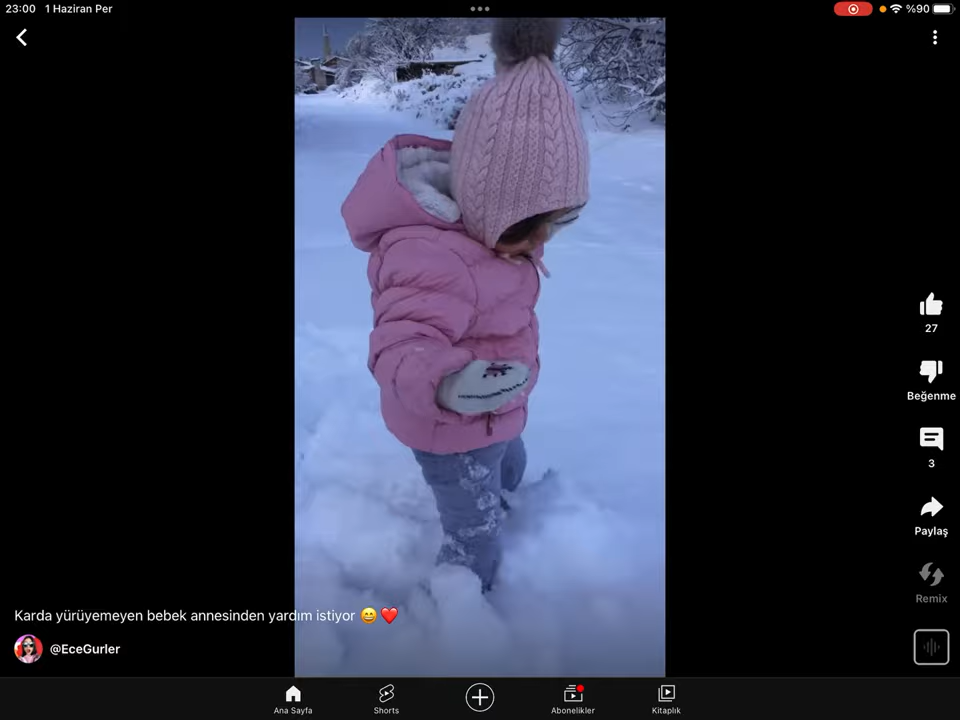 23:00 1 Haziran Per
%90
27
Beğenme
3
Paylaş
Remix
Karda yürüyemeyen bebek annesinden yardım istiyor 😄❤️
@EceGurler
Ana Sayfa
Shorts
Abonelikler
Kitaplık